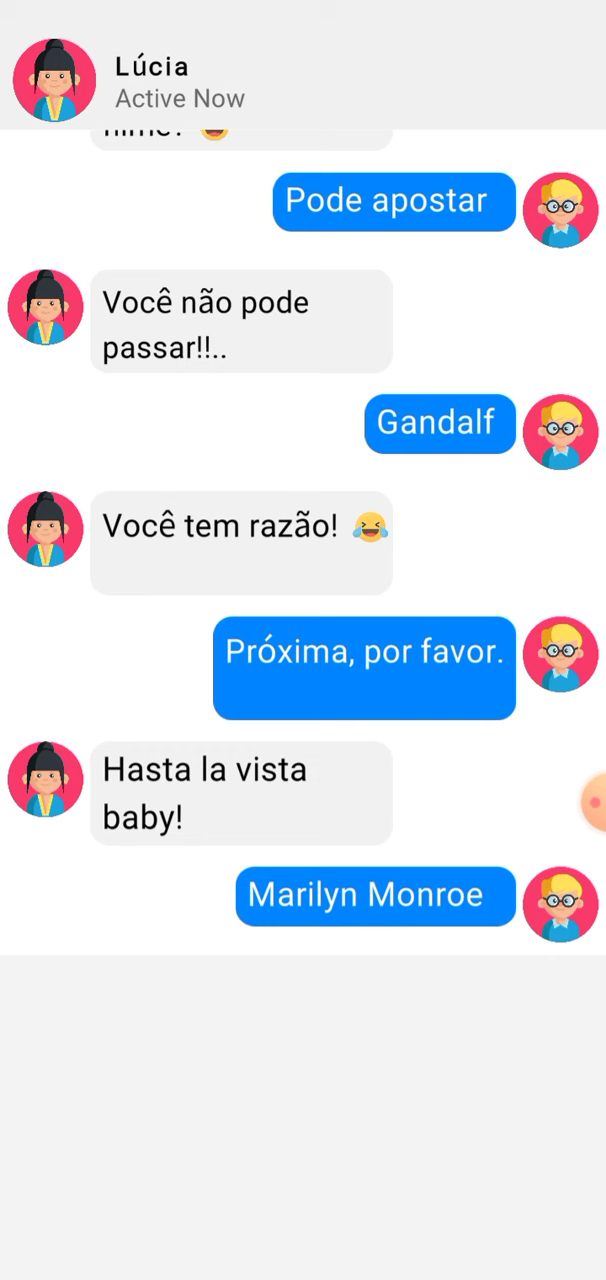 Lúcia
Active Now
Pode apostar
Você não pode
passar!!..
Gandalf
Você tem razão! 😂
Próxima, por favor.
Hasta la vista
baby!
Marilyn Monroe